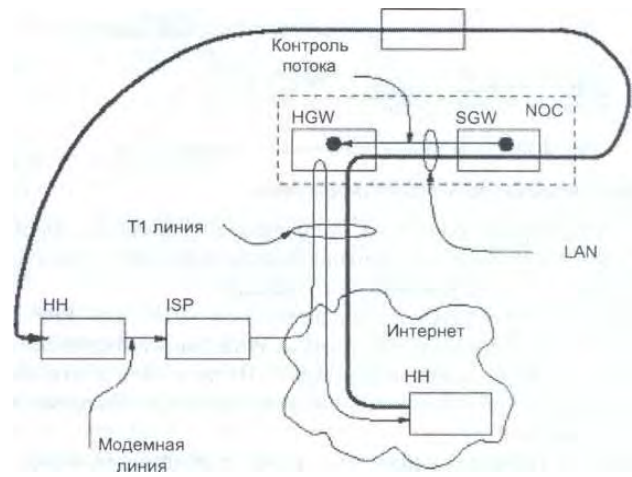 Контроль
потока
HGW
SGW
NOC
T1 линия
LAN
HH
ISP
Интернет
HH
Модемная
линия